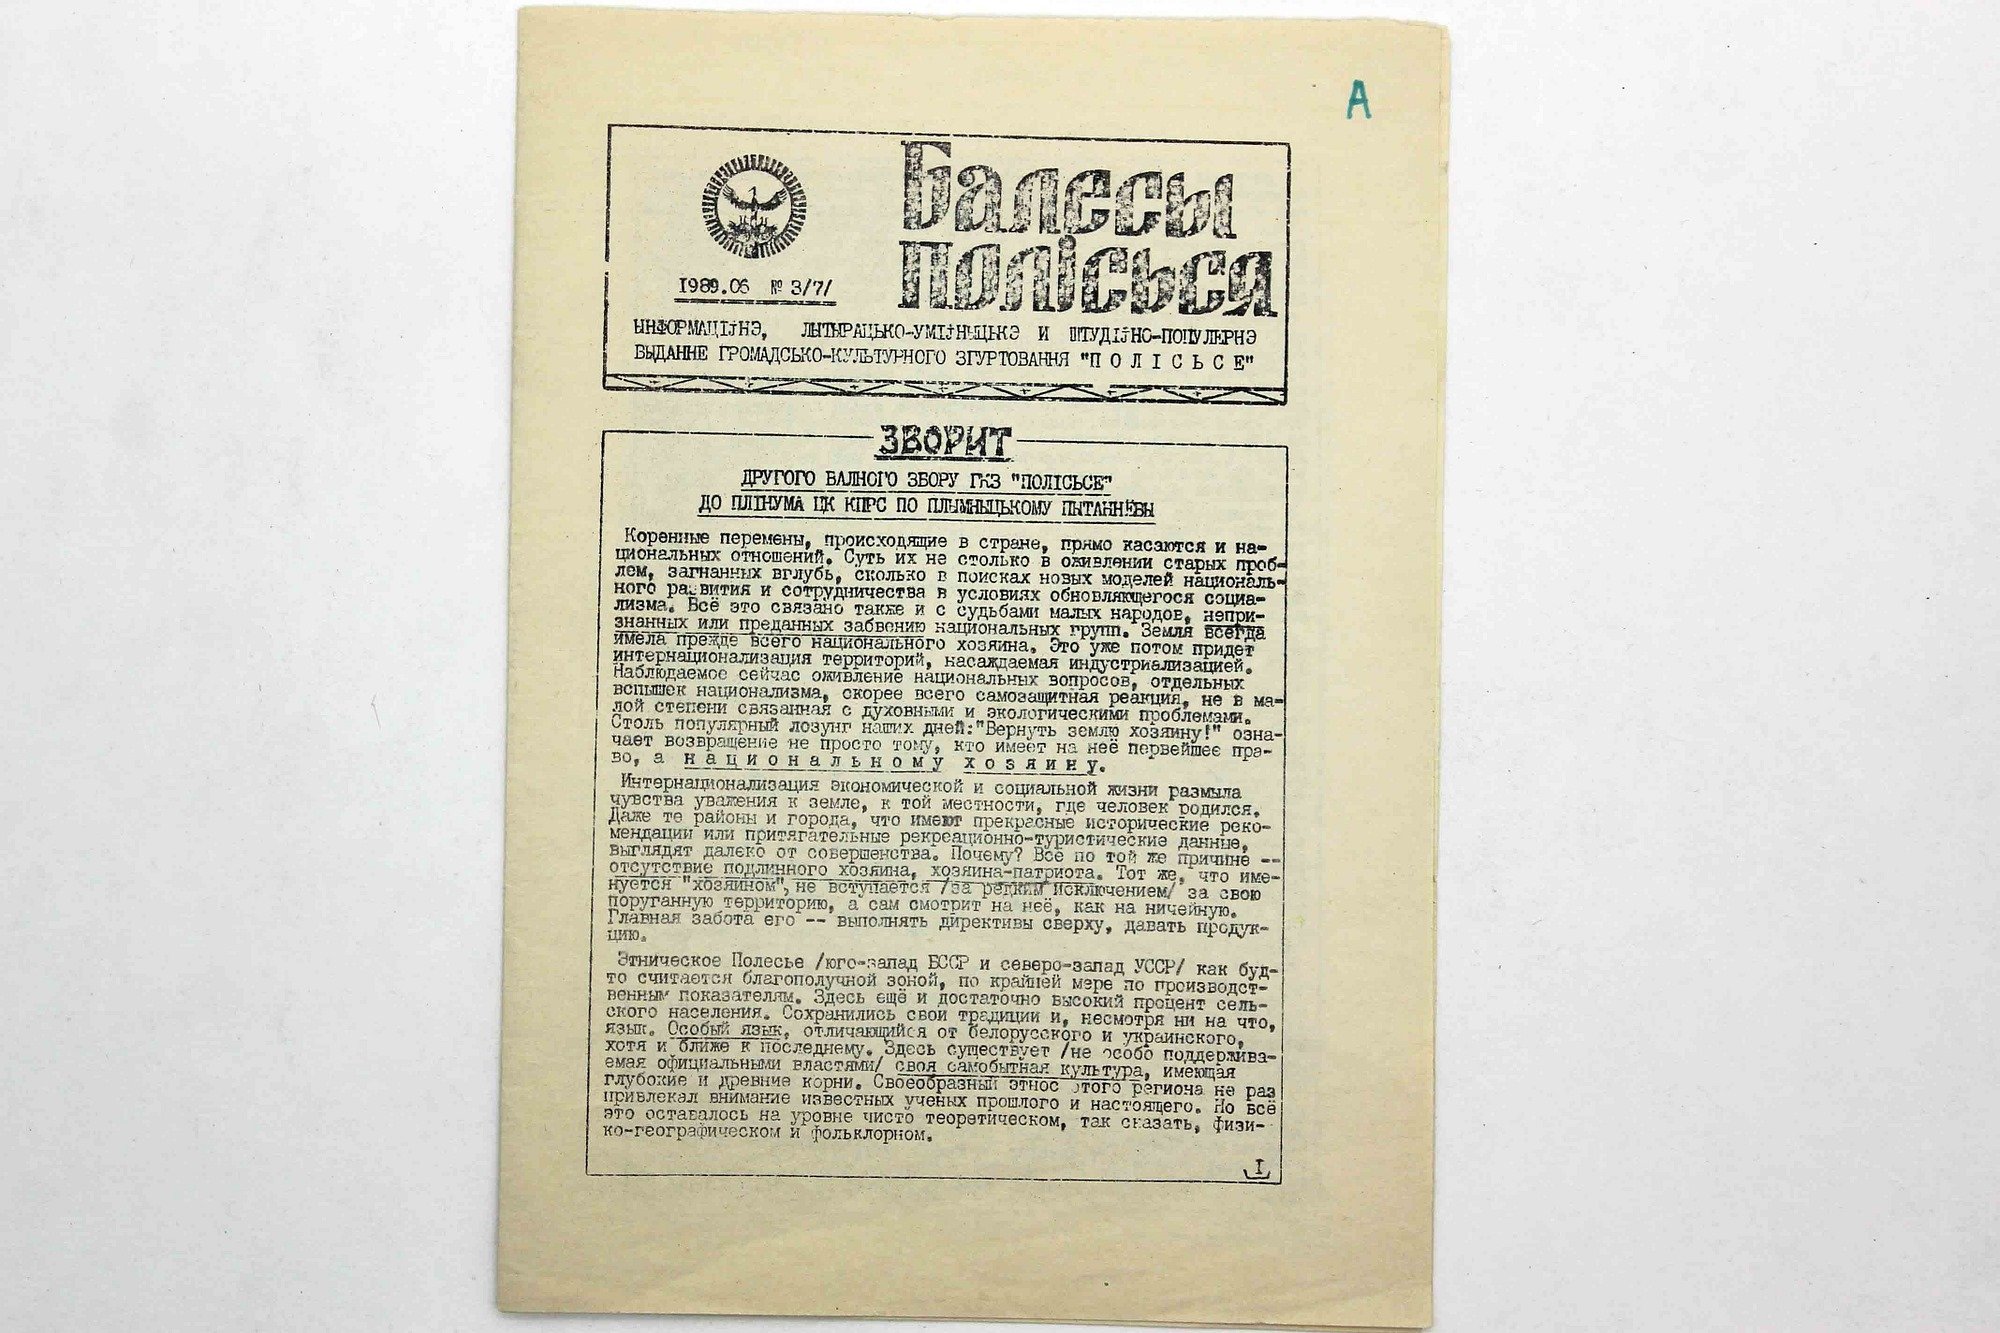 А
Балесы
Полісься
1989.06 № 3/7/
ЫНФОРМАЦІјНЭ, ЛЫТЫРАЦЬКО-УМІјНЫЦЬКЭ И ШТУДІјНО-ПОПУЛЕРНЭ
ВЫДАННЕ ГРОМАДСЬКО-КУЛЬТУРНОГО ЗГУРТОВАННЯ "ПОЛІСЬСЕ"
ЗВОРИТ
ДРУГОГО ВАЛНОГО ЗБОРУ ГКЗ "ПОЛІСЬСЕ"
ДО ПЛІНУМА ЦК КПРС ПО ПЛЫМНЫЦЬКОМУ ПЫТАННЁВЫ
Коренные перемены, происходящие в стране, прямо касаются и на-
циональных отношений. Суть их не столько в оживлении старых проб-
лем, загнанных вглубь, сколько в поисках новых моделей националь-
ного развития и сотрудничества в условиях обновляющегося социа-
лизма. Всё это связано также и с судьбами малых народов, непри-
знанных или преданных забвению национальных групп. Земля всегда
имела прежде всего национального хозяина. Это уже потом придет
интернационализация территорий, насаждаемая индустриализацией.
Наблюдаемое сейчас оживление национальных вопросов, отдельных
вспышек национализма, скорее всего самозащитная реакция, не в ма-
лой степени связанная с духовными и экологическими проблемами.
Столь популярный лозунг наших дней:"Вернуть землю хозяину!" озна-
чает возвращение не просто тому, кто имеет на неё первейшее пра-
во, а национальному хозяину.
Интернационализация экономической и социальной жизни размыла
чувства уважения к земле, к той местности, где человек родился.
Даже те районы и города, что имеют прекрасные исторические реко-
мендации или притягательные рекреационно-туристические данные,
выглядят далеко от совершенства. Почему? Всё по той же причине --
отсутствие подлинного хозяина, хозяина-патриота. Тот же, что име-
нуется "хозяином", не вступается /за редким исключением/ за свою
поруганную территорию, а сам смотрит на неё, как на ничейную.
Главная забота его -- выполнять директивы сверху, давать продук-
цию.
Этническое Полесье /юго-запад БССР и северо-запад УССР/ как буд-
то считается благополучной зоной, по крайней мере по производст-
венным показателям. Здесь ещё и достаточно высокий процент сель-
ского населения. Сохранились свои традиции и, несмотря ни на что,
язык. Особый язык, отличающийся от белорусского и украинского,
хотя и ближе к последнему. Здесь существует /не особо поддержива-
емая официальными властями/ своя самобытная культура, имеющая
глубокие и древние корни. Своеобразный этнос этого региона не раз
привлекал внимание известных ученых прошлого и настоящего. Но всё
это оставалось на уровне чисто теоретическом, так сказать, физи-
ко-географическом и фольклорном.
I